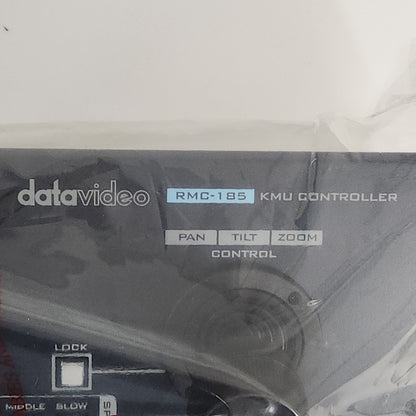 datavideo RMC-185 KMU CONTROLLER
PAN TILT ZOOM
CONTROL
LOCK
MIDDLE SLOW